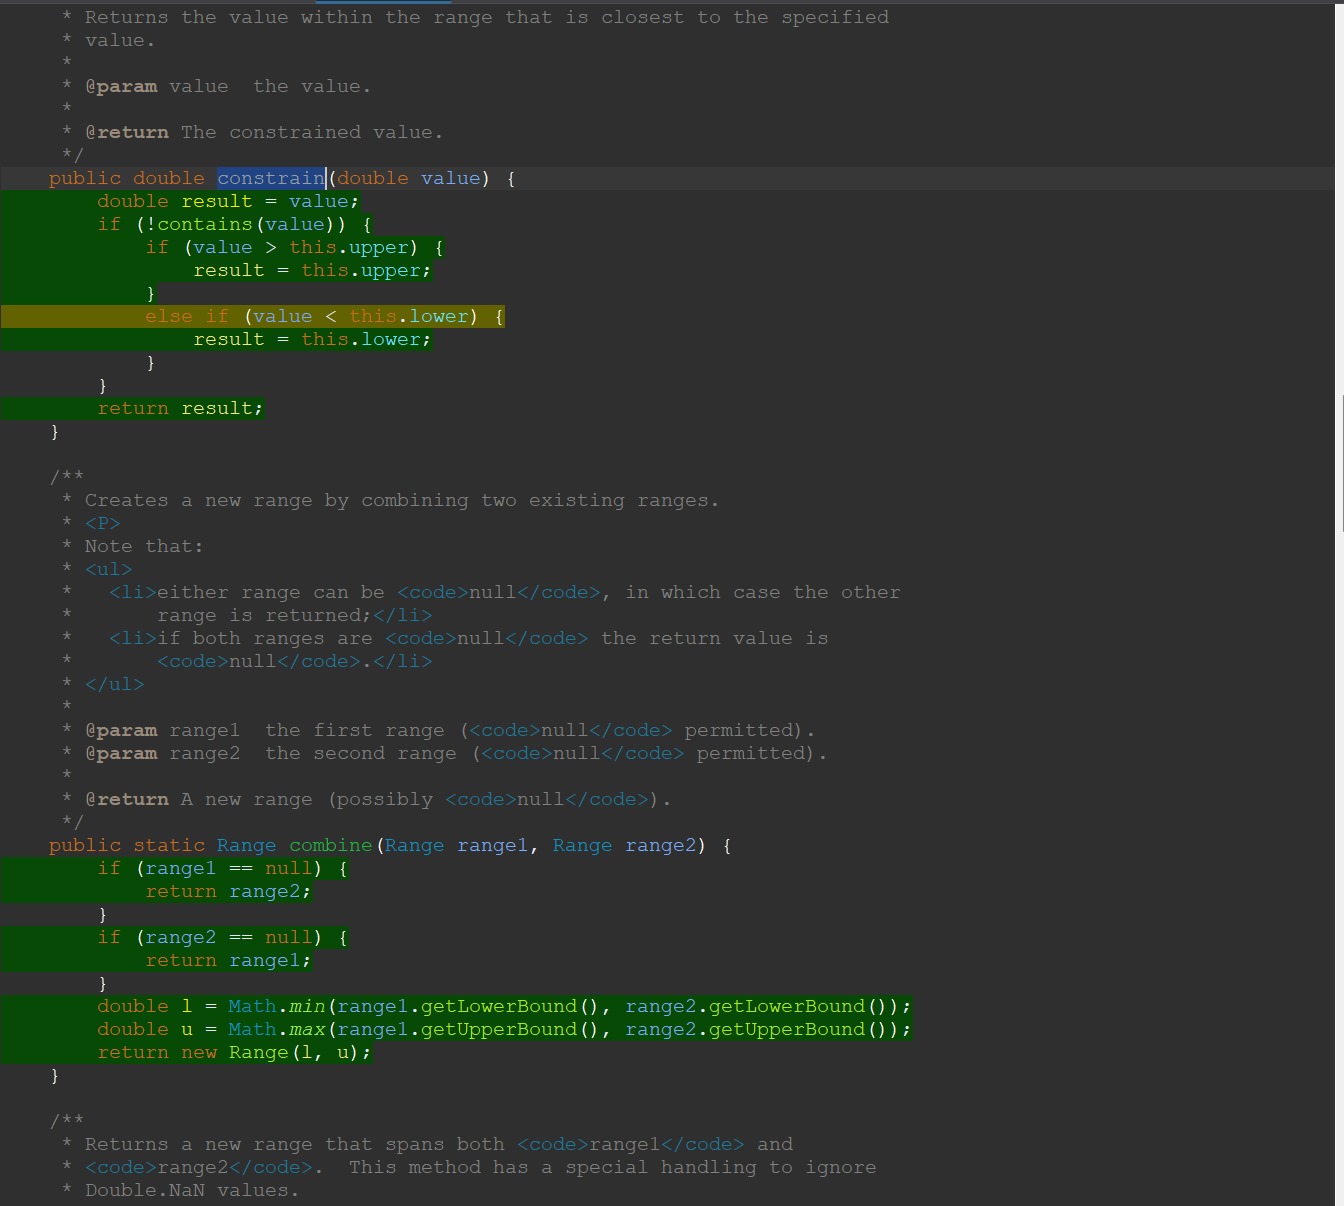 * Returns the value within the range that is closest to the specified
     * value.
     *
     * @param value  the value.
     *
     * @return The constrained value.
     */
    public double constrain(double value) {
        double result = value;
        if (!contains(value)) {
            if (value > this.upper) {
                result = this.upper;
            }
            else if (value < this.lower) {
                result = this.lower;
            }
        }
        return result;
    }

    /**
     * Creates a new range by combining two existing ranges.
     * <P>
     * Note that:
     * <ul>
     *   <li>either range can be <code>null</code>, in which case the other
     *       range is returned;</li>
     *   <li>if both ranges are <code>null</code> the return value is
     *       <code>null</code>.</li>
     * </ul>
     *
     * @param range1  the first range (<code>null</code> permitted).
     * @param range2  the second range (<code>null</code> permitted).
     *
     * @return A new range (possibly <code>null</code>).
     */
    public static Range combine(Range range1, Range range2) {
        if (range1 == null) {
            return range2;
        }
        if (range2 == null) {
            return range1;
        }
        double l = Math.min(range1.getLowerBound(), range2.getLowerBound());
        double u = Math.max(range1.getUpperBound(), range2.getUpperBound());
        return new Range(l, u);
    }

    /**
     * Returns a new range that spans both <code>range1</code> and
     * <code>range2</code>.  This method has a special handling to ignore
     * Double.NaN values.